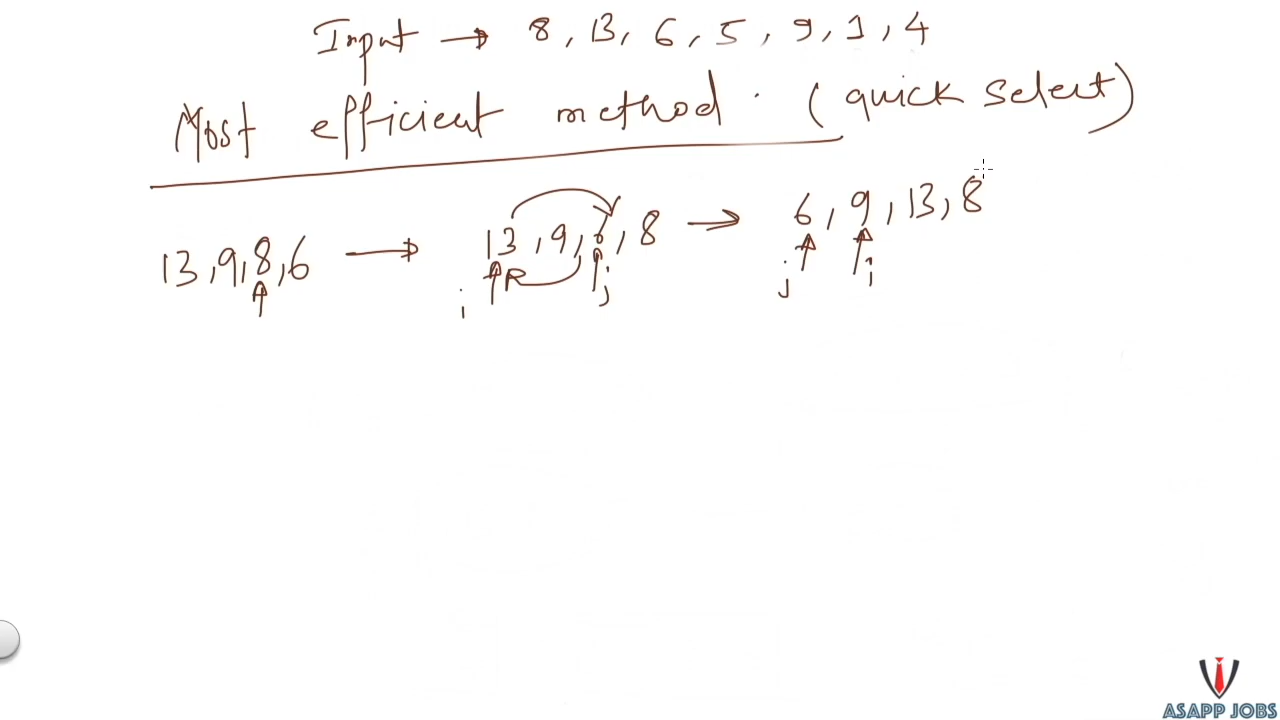 Input → 8, 13, 6, 5, 9, 1, 4
Most efficient method. (quick select)
13, 9, 8, 6 → 13, 9, 6, 8 → 6, 9, 13, 8
i j j i
ASAPP JOBS